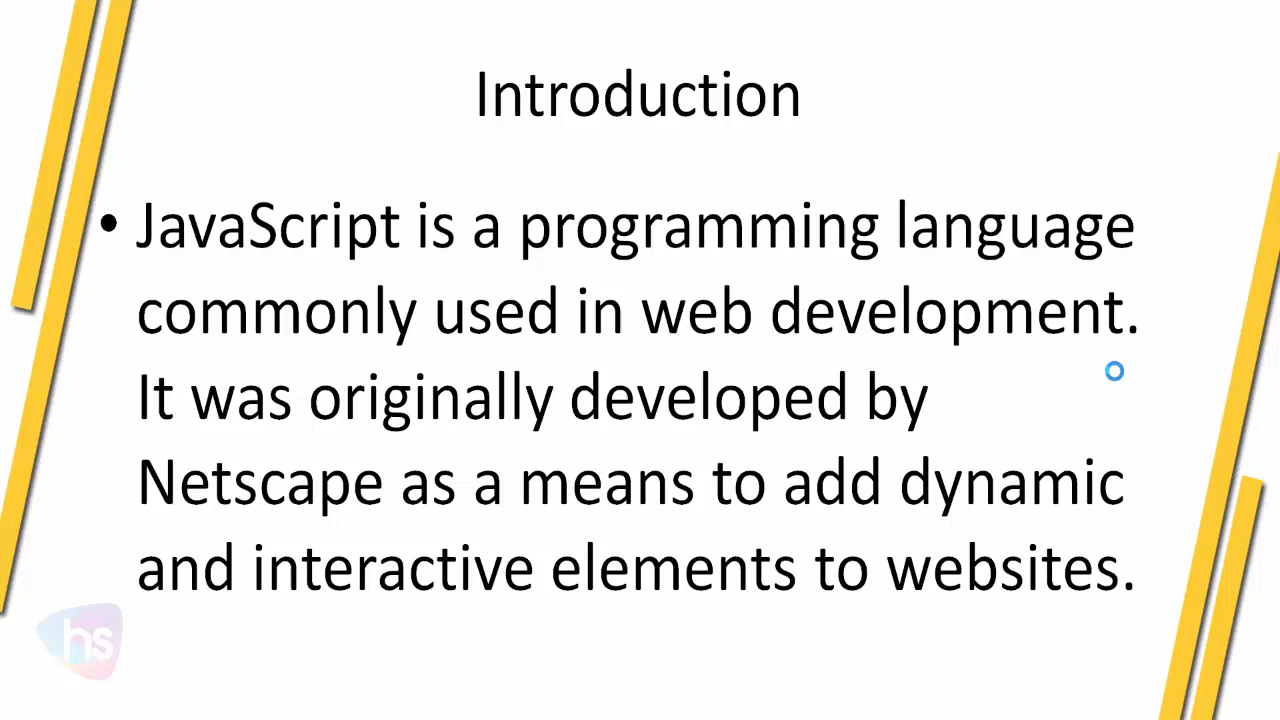 Introduction
• JavaScript is a programming language
commonly used in web development.
It was originally developed by
Netscape as a means to add dynamic
and interactive elements to websites.
hs